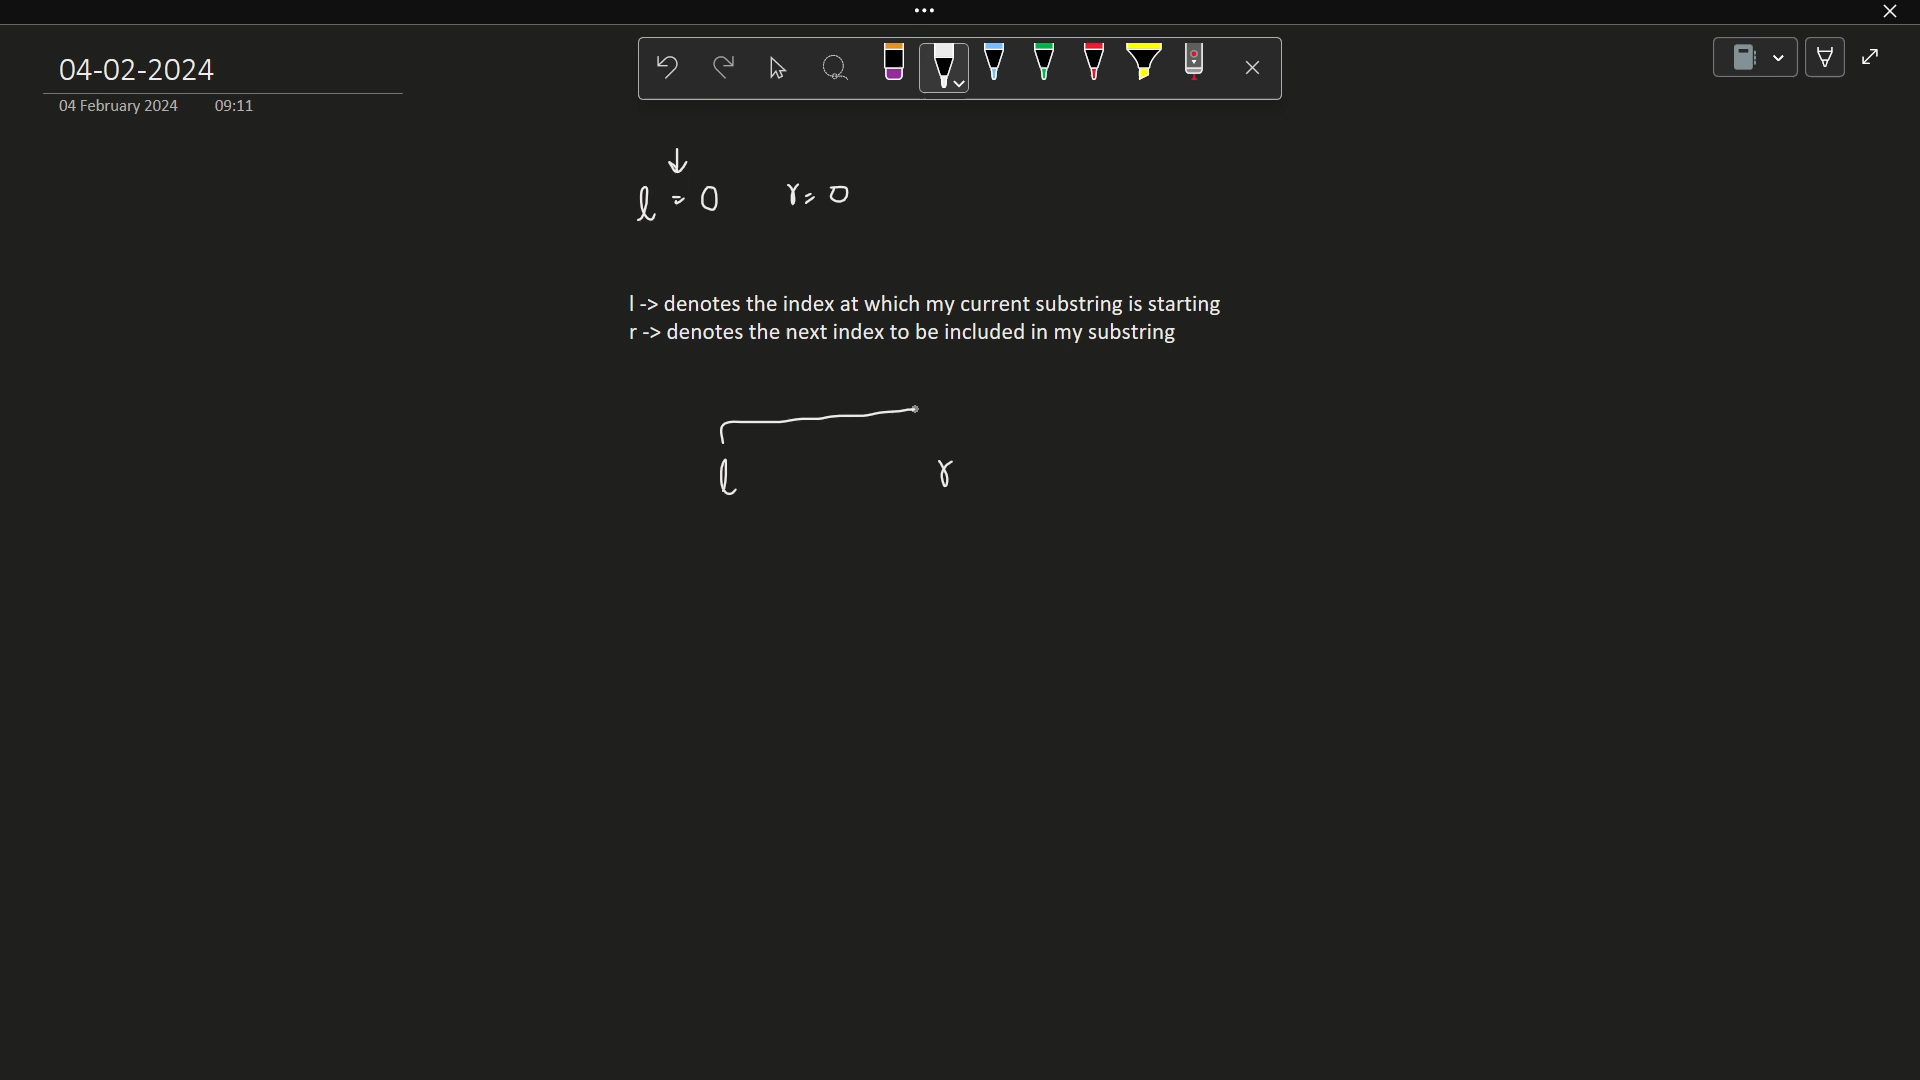 04-02-2024
04 February 2024 09:11
l = 0 r = 0
l -> denotes the index at which my current substring is starting
r -> denotes the next index to be included in my substring
l r